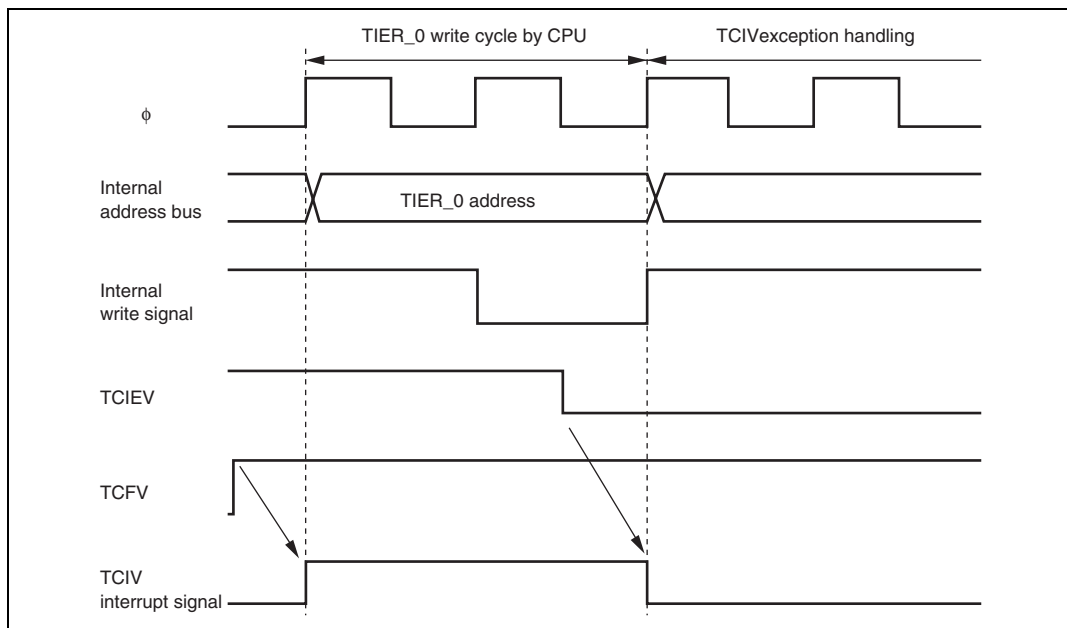 TIER_0 write cycle by CPU
TCIVexception handling
ϕ
Internal
address bus
TIER_0 address
Internal
write signal
TCIEV
TCFV
TCIV
interrupt signal